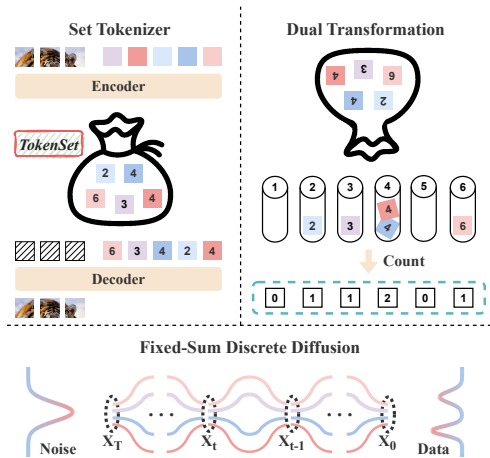 Set Tokenizer
Encoder
TokenSet
2 4
6 3 4
6 3 4 2 4
Decoder
Dual Transformation
4 3 6
4 2
1 2 3 4 5 6
4
2 3 4 6
Count
0 1 1 2 0 1
Fixed-Sum Discrete Diffusion
... ... ...
Noise X_T X_t X_t-1 X_0 Data